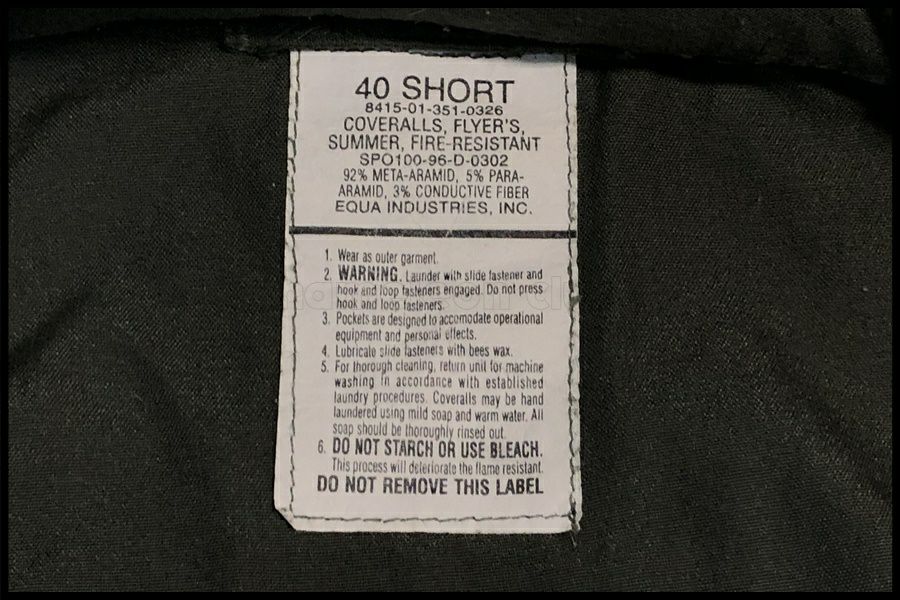 40 SHORT
8415-01-351-0326
COVERALLS, FLYER'S,
SUMMER, FIRE-RESISTANT
SPO100-96-D-0302
92% META-ARAMID, 5% PARA-
ARAMID, 3% CONDUCTIVE FIBER
EQUA INDUSTRIES, INC.
1. Wear as outer garment.
2. WARNING. Launder with slide fastener and
hook and loop fasteners engaged. Do not press
hook and loop fasteners.
3. Pockets are designed to accomodate operational
equipment and personal effects.
4. Lubricate slide fasteners with bees wax.
5. For thorough cleaning, return unit for machine
washing in accordance with established
laundry procedures. Coveralls may be hand
laundered using mild soap and warm water. All
soap should be thoroughly rinsed out.
6. DO NOT STARCH OR USE BLEACH.
This process will deteriorate the flame resistant.
DO NOT REMOVE THIS LABEL